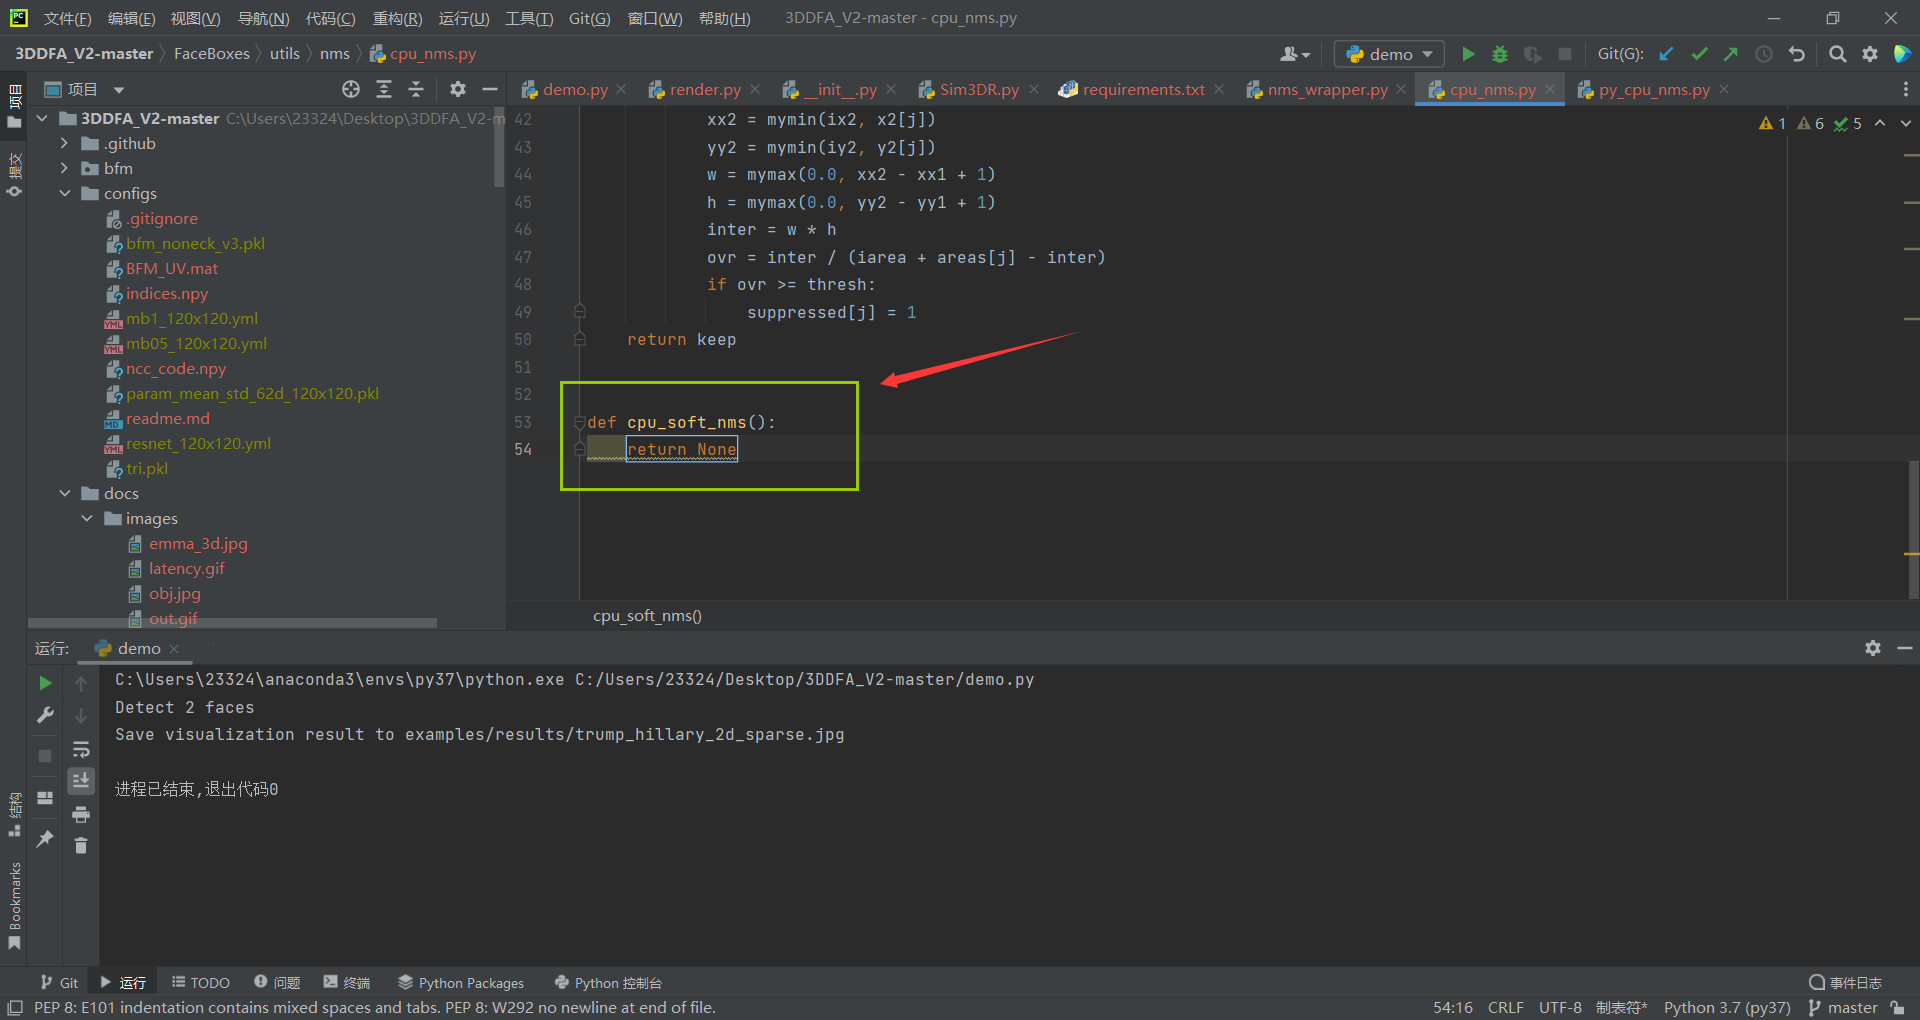 PC 文件(F) 编辑(E) 视图(V) 导航(N) 代码(C) 重构(R) 运行(U) 工具(T) Git(G) 窗口(W) 帮助(H) 3DDFA_V2-master - cpu_nms.py
3DDFA_V2-master FaceBoxes utils nms cpu_nms.py demo Git(G):
项目 demo.py render.py __init__.py Sim3DR.py requirements.txt nms_wrapper.py cpu_nms.py py_cpu_nms.py
项目
提交
结构
Bookmarks
3DDFA_V2-master C:\Users\23324\Desktop\3DDFA_V2-m
.github
bfm
configs
.gitignore
bfm_noneck_v3.pkl
BFM_UV.mat
indices.npy
mb1_120x120.yml
mb05_120x120.yml
ncc_code.npy
param_mean_std_62d_120x120.pkl
readme.md
resnet_120x120.yml
tri.pkl
docs
images
emma_3d.jpg
latency.gif
obj.jpg
out.gif
1 6 5
42 xx2 = mymin(ix2, x2[j])
43 yy2 = mymin(iy2, y2[j])
44 w = mymax(0.0, xx2 - xx1 + 1)
45 h = mymax(0.0, yy2 - yy1 + 1)
46 inter = w * h
47 ovr = inter / (iarea + areas[j] - inter)
48 if ovr >= thresh:
49 suppressed[j] = 1
50 return keep
51
52
53 def cpu_soft_nms():
54 return None
cpu_soft_nms()
运行: demo
C:\Users\23324\anaconda3\envs\py37\python.exe C:/Users/23324/Desktop/3DDFA_V2-master/demo.py
Detect 2 faces
Save visualization result to examples/results/trump_hillary_2d_sparse.jpg
进程已结束,退出代码0
Git 运行 TODO 问题 终端 Python Packages Python 控制台 事件日志
PEP 8: E101 indentation contains mixed spaces and tabs. PEP 8: W292 no newline at end of file. 54:16 CRLF UTF-8 制表符* Python 3.7 (py37) master